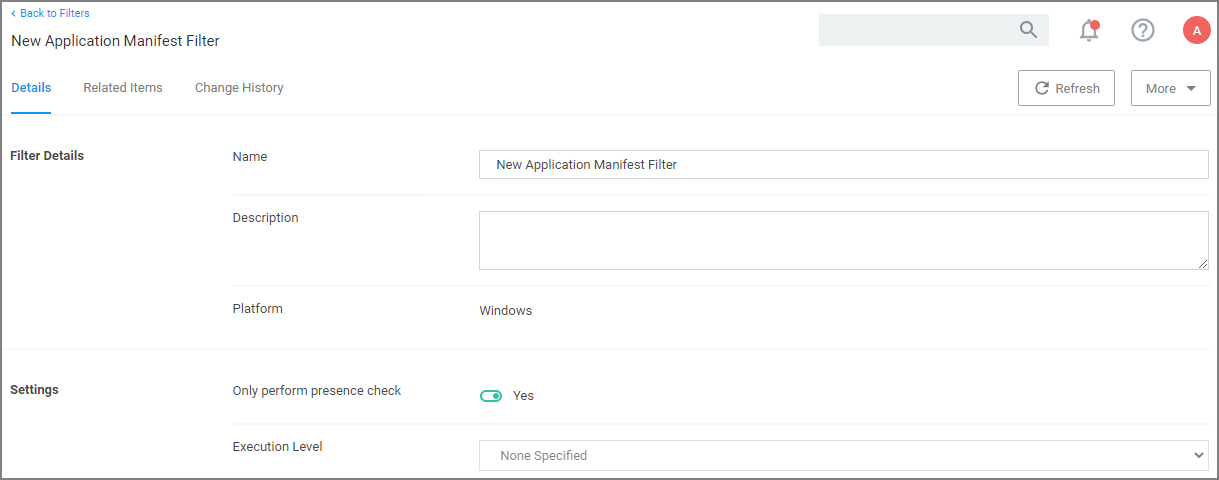 Back to Filters
New Application Manifest Filter
A
Details Related Items Change History Refresh More
Filter Details
Name New Application Manifest Filter
Description
Platform Windows
Settings
Only perform presence check Yes
Execution Level None Specified